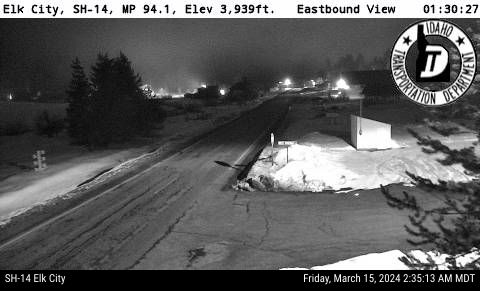 Elk City, SH-14, MP 94.1, Elev 3,939ft. Eastbound View 01:30:27
IDAHO
TRANSPORTATION DEPARTMENT
SH-14 Elk City Friday, March 15, 2024 2:35:13 AM MDT